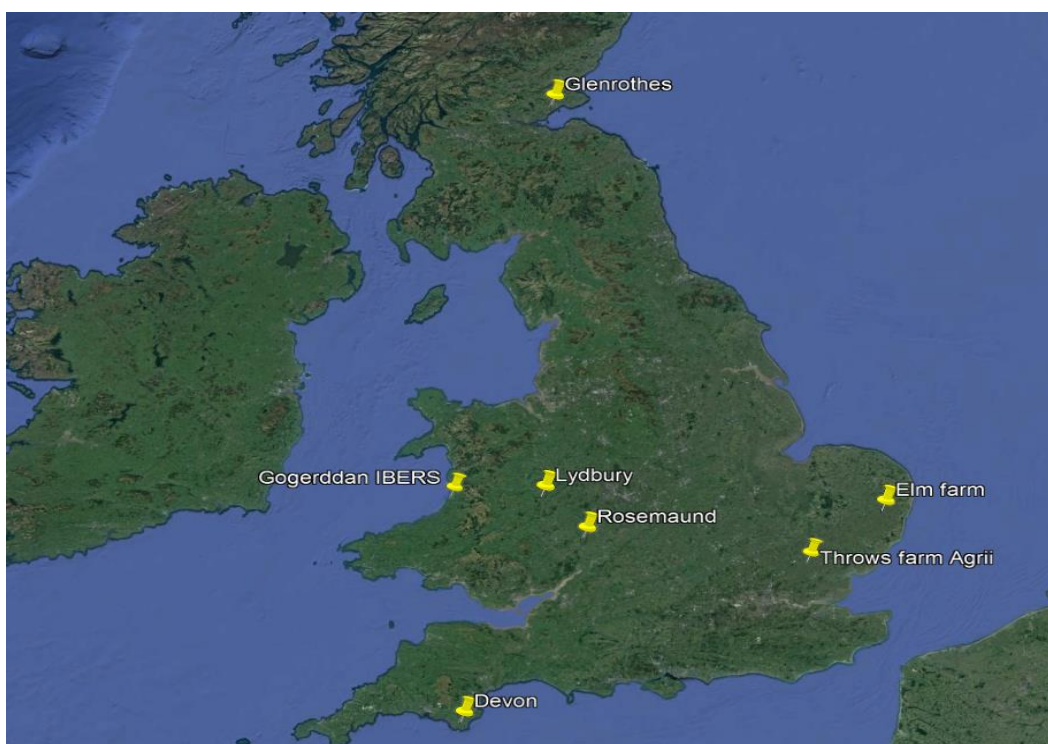 Glenrothes
Gogerddan IBERS
Lydbury
Elm farm
Rosemaund
Throws farm Agrii
Devon